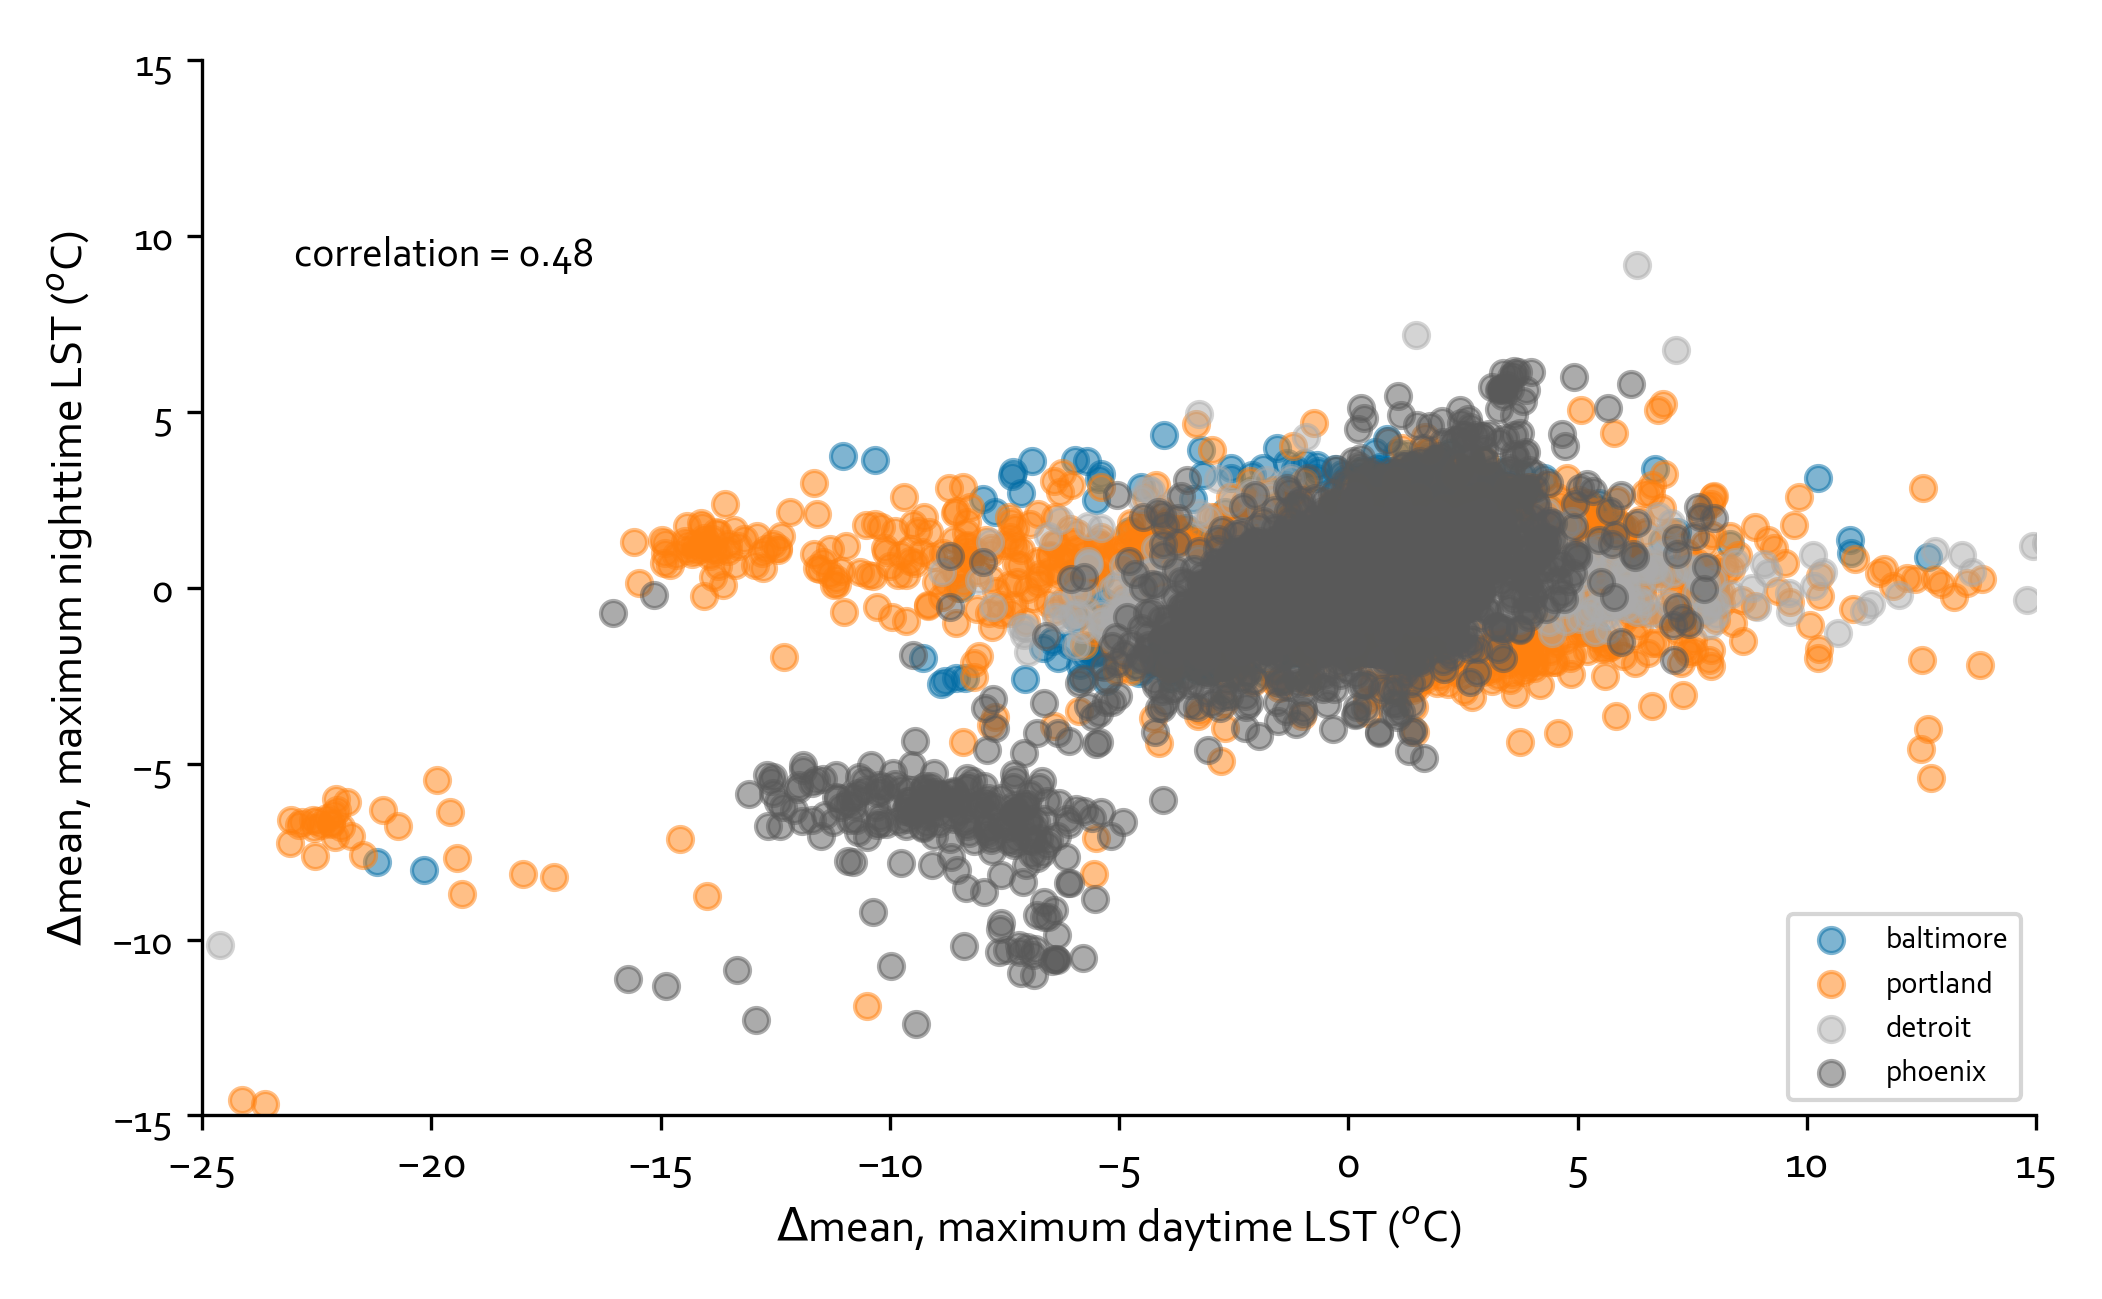 15
10
5
0
−5
−10
−15
−25
−20
−15
−10
−5
0
5
10
15
Δmean, maximum nighttime LST (°C)
Δmean, maximum daytime LST (°C)
correlation = 0.48
baltimore
portland
detroit
phoenix